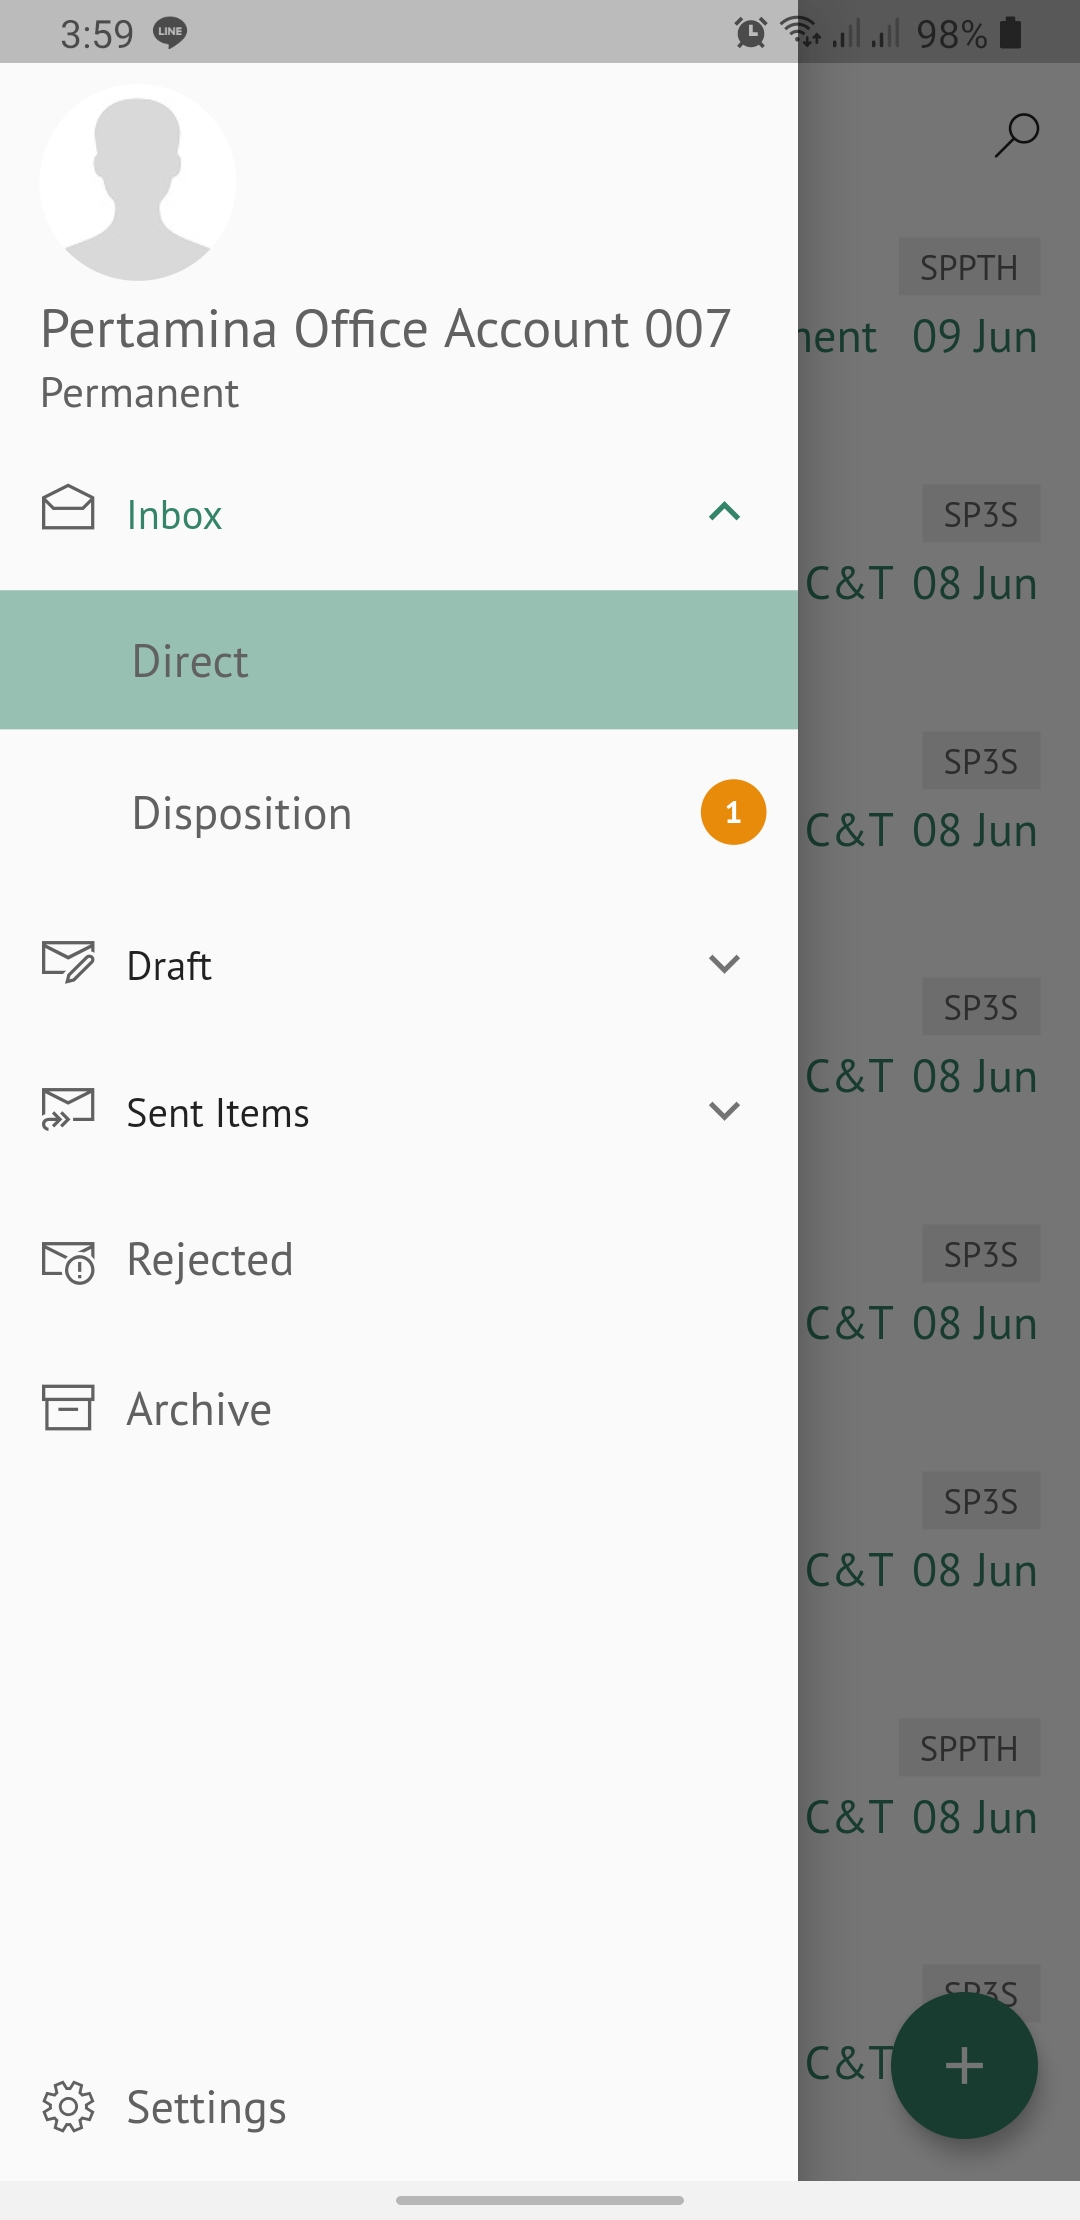 3:59 LINE 98%
SPPTH
Pertamina Office Account 007
09 Jun
Permanent
Inbox
SP3S
C&T 08 Jun
Direct
SP3S
Disposition 1
C&T 08 Jun
Draft
SP3S
C&T 08 Jun
Sent Items
Rejected
SP3S
C&T 08 Jun
Archive
SP3S
C&T 08 Jun
SPPTH
C&T 08 Jun
SP3S
C&T
+
Settings